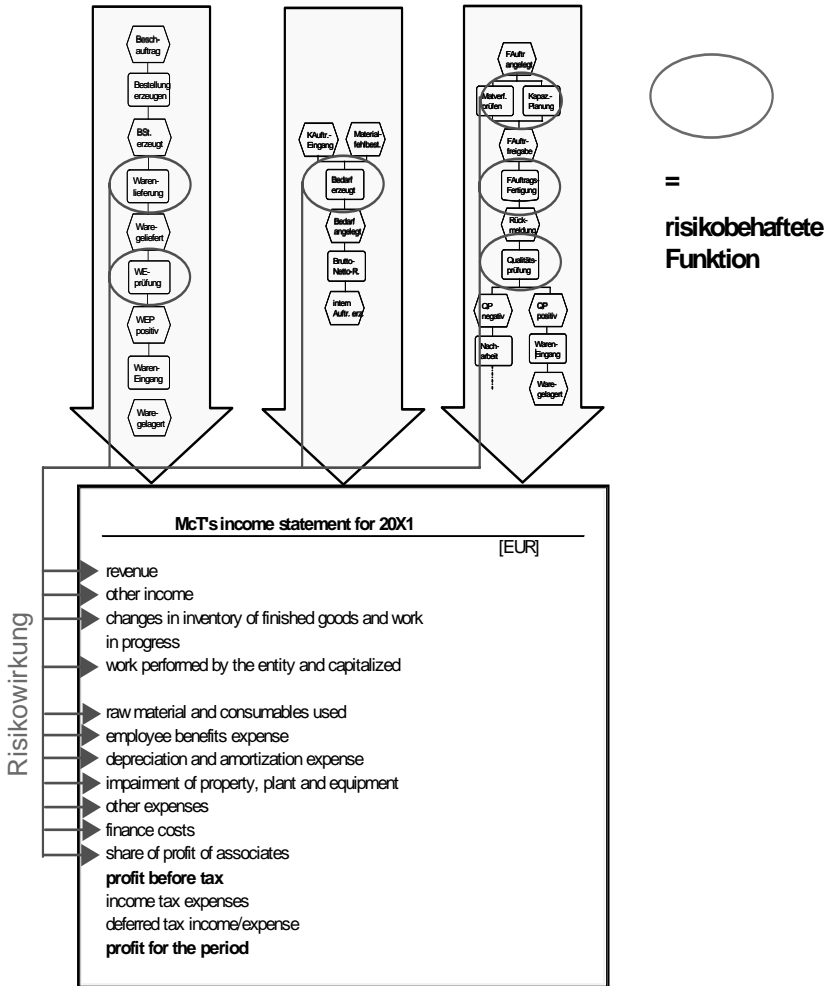 Besch-
auftrag
Bestellung
erzeugen
BSt.
erzeugt
Waren-
lieferung
Ware-
geliefert
WE-
prüfung
WEP
positiv
Waren-
Eingang
Ware-
gelagert
KAuftr.-
Eingang
Material-
fehlbest.
Bedarf
erzeugt
Bedarf
angelegt
Brutto-
Netto-R.
intern
Auftr. erz.
FAuftr
angelegt
Matverf.
prüfen
Kapaz.-
Planung
FAuftr-
freigabe
FAuftrags-
Fertigung
Rück-
meldung
Qualitäts-
prüfung
QP
negativ
QP
positiv
Nach-
arbeit
Waren-
Eingang
Ware-
gelagert
=
risikobehaftete
Funktion
Risikowirkung
McT's income statement for 20X1
[EUR]
revenue
other income
changes in inventory of finished goods and work
in progress
work performed by the entity and capitalized
raw material and consumables used
employee benefits expense
depreciation and amortization expense
impairment of property, plant and equipment
other expenses
finance costs
share of profit of associates
profit before tax
income tax expenses
deferred tax income/expense
profit for the period